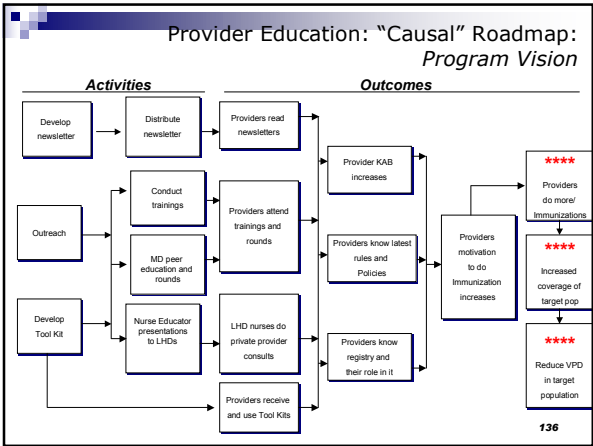 Provider Education: “Causal” Roadmap:
Program Vision
Activities
Outcomes
Develop
newsletter
Distribute
newsletter
Providers read
newsletters
Provider KAB
increases
****
Providers
do more/
Immunizations
Outreach
Conduct
trainings
Providers attend
trainings and
rounds
MD peer
education and
rounds
Providers know latest
rules and
Policies
Providers
motivation
to do
Immunization
increases
****
Increased
coverage of
target pop
Develop
Tool Kit
Nurse Educator
presentations
to LHDs
LHD nurses do
private provider
consults
Providers know
registry and
their role in it
****
Reduce VPD
in target
population
Providers receive
and use Tool Kits
136